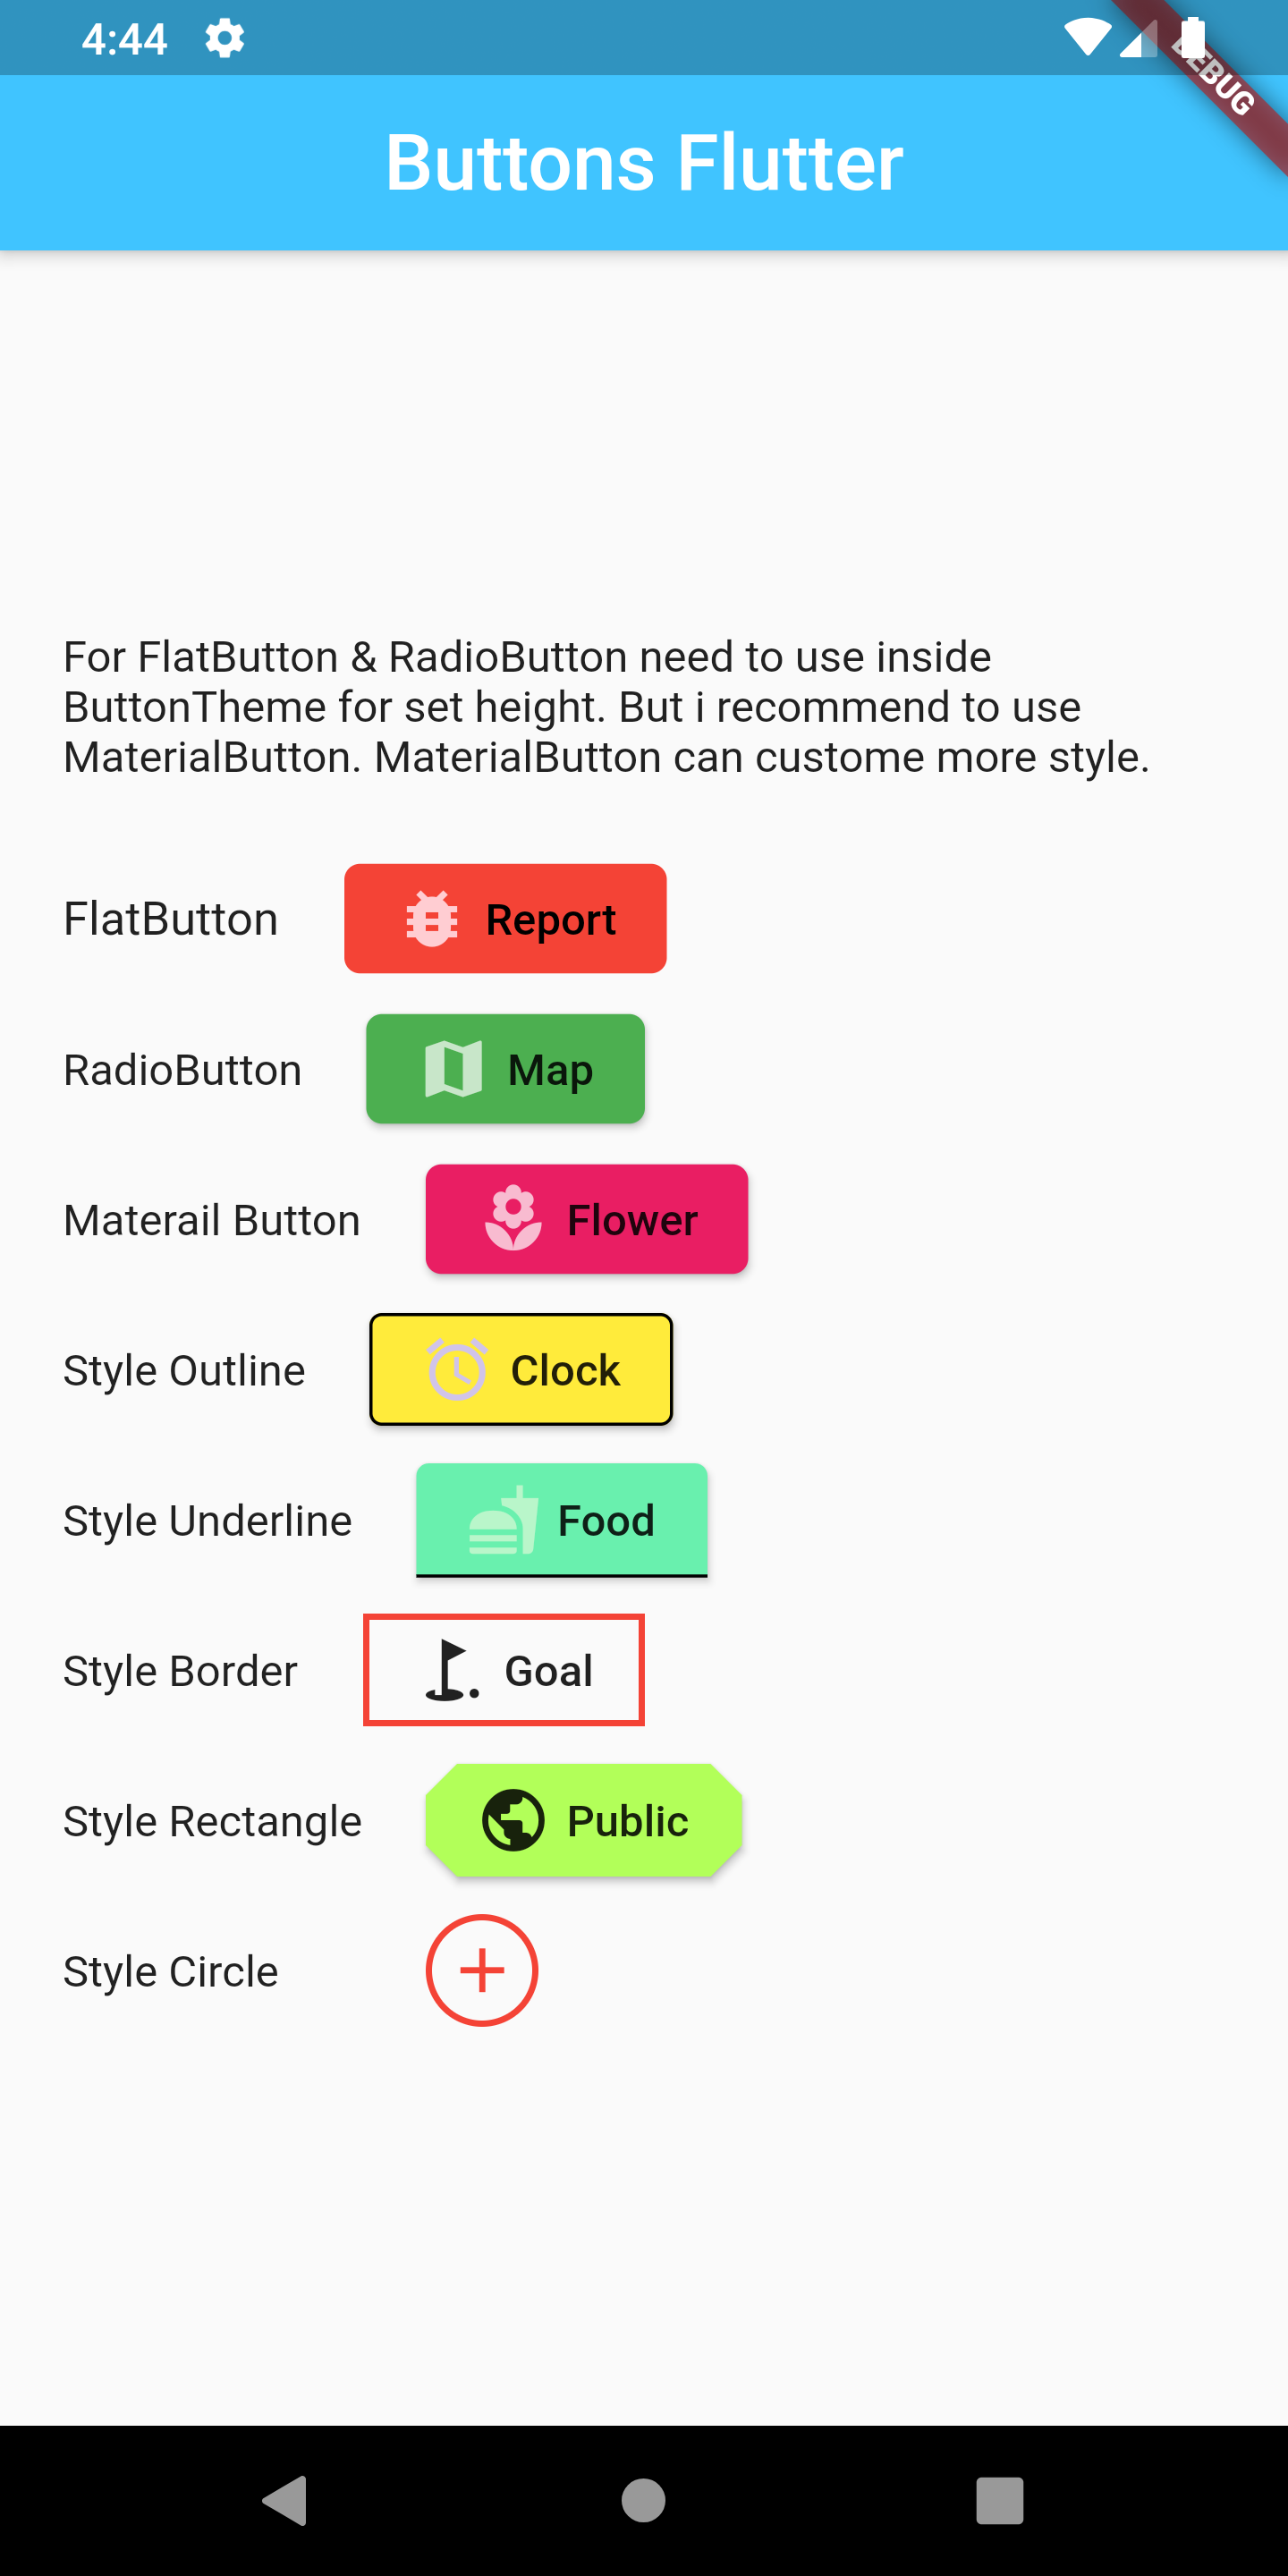 4:44
DEBUG
Buttons Flutter
For FlatButton & RadioButton need to use inside
ButtonTheme for set height. But i recommend to use
MaterialButton. MaterialButton can custome more style.
FlatButton Report
RadioButton Map
Materail Button Flower
Style Outline Clock
Style Underline Food
Style Border Goal
Style Rectangle Public
Style Circle